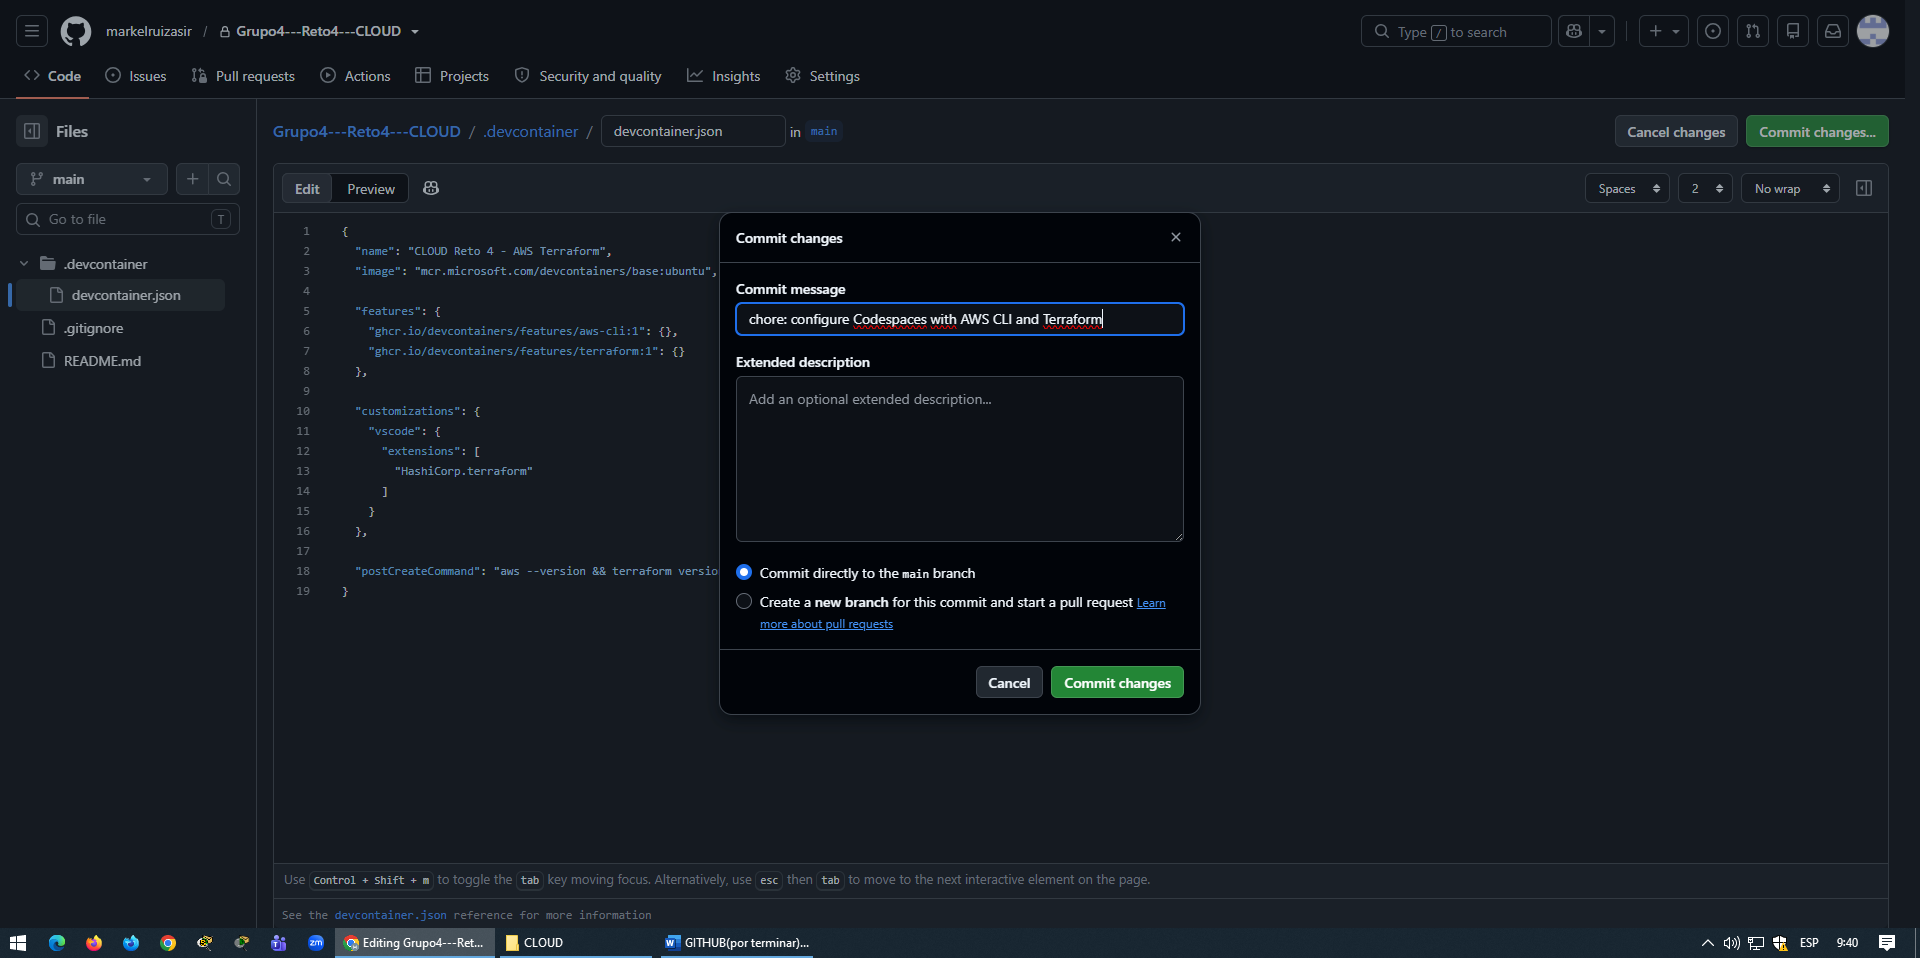 markelruizasir / Grupo4---Reto4---CLOUD
Type / to search
Code Issues Pull requests Actions Projects Security and quality Insights Settings
Files
Grupo4---Reto4---CLOUD / .devcontainer / devcontainer.json in main
Cancel changes Commit changes...
main
Go to file T
.devcontainer
devcontainer.json
.gitignore
README.md
Edit Preview
Spaces 2 No wrap
1 {
2 "name": "CLOUD Reto 4 - AWS Terraform",
3 "image": "mcr.microsoft.com/devcontainers/base:ubuntu",
4
5 "features": {
6 "ghcr.io/devcontainers/features/aws-cli:1": {},
7 "ghcr.io/devcontainers/features/terraform:1": {}
8 },
9
10 "customizations": {
11 "vscode": {
12 "extensions": [
13 "HashiCorp.terraform"
14 ]
15 }
16 },
17
18 "postCreateCommand": "aws --version && terraform versio
19 }
Commit changes
Commit message
chore: configure Codespaces with AWS CLI and Terraform
Extended description
Add an optional extended description...
Commit directly to the main branch
Create a new branch for this commit and start a pull request Learn
more about pull requests
Cancel Commit changes
Use Control + Shift + m to toggle the tab key moving focus. Alternatively, use esc then tab to move to the next interactive element on the page.
See the devcontainer.json reference for more information
zm
Editing Grupo4---Ret...
CLOUD
GITHUB(por terminar)...
ESP
9:40